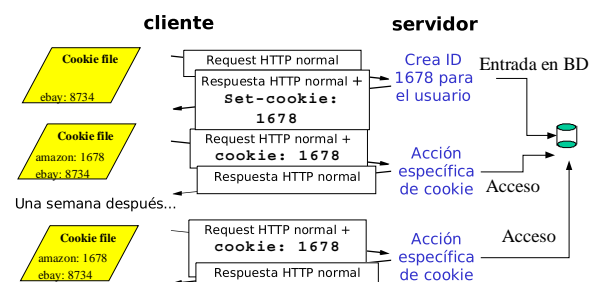 cliente
servidor
Cookie file
ebay: 8734
Request HTTP normal
Crea ID
1678 para
el usuario
Entrada en BD
Respuesta HTTP normal +
Set-cookie:
1678
Cookie file
amazon: 1678
ebay: 8734
Request HTTP normal +
cookie: 1678
Respuesta HTTP normal
Acción
específica
de cookie
Acceso
Una semana después...
Cookie file
amazon: 1678
ebay: 8734
Request HTTP normal +
cookie: 1678
Respuesta HTTP normal
Acción
específica
de cookie
Acceso